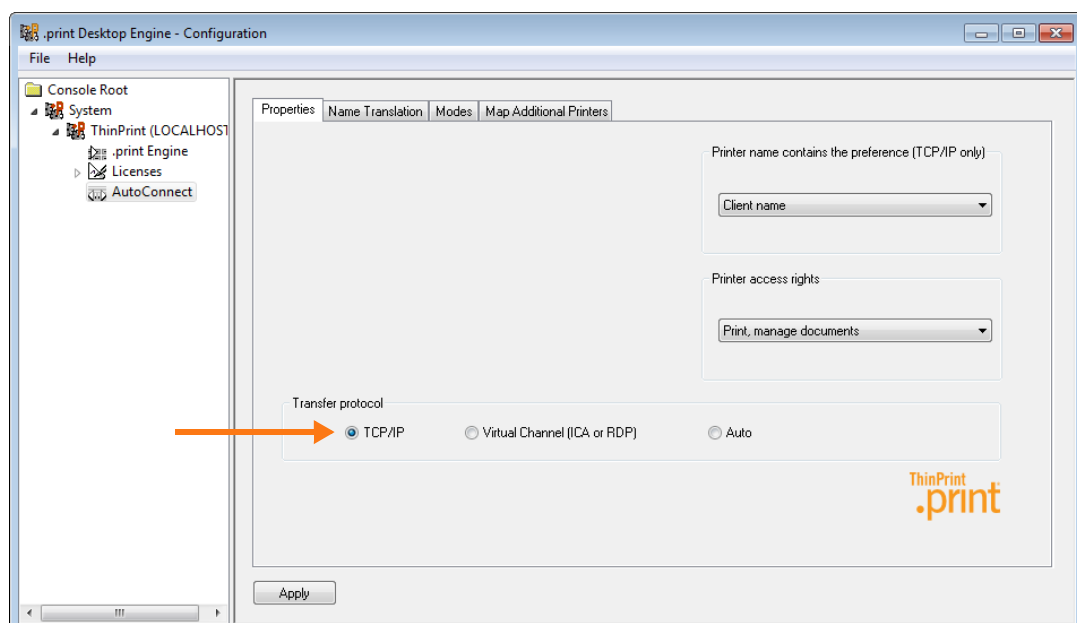 .print Desktop Engine - Configuration
File Help
Console Root
System
ThinPrint (LOCALHOST
.print Engine
Licenses
AutoConnect
Properties Name Translation Modes Map Additional Printers
Printer name contains the preference (TCP/IP only)
Client name
Printer access rights
Print, manage documents
Transfer protocol
TCP/IP Virtual Channel (ICA or RDP) Auto
ThinPrint
.print
Apply